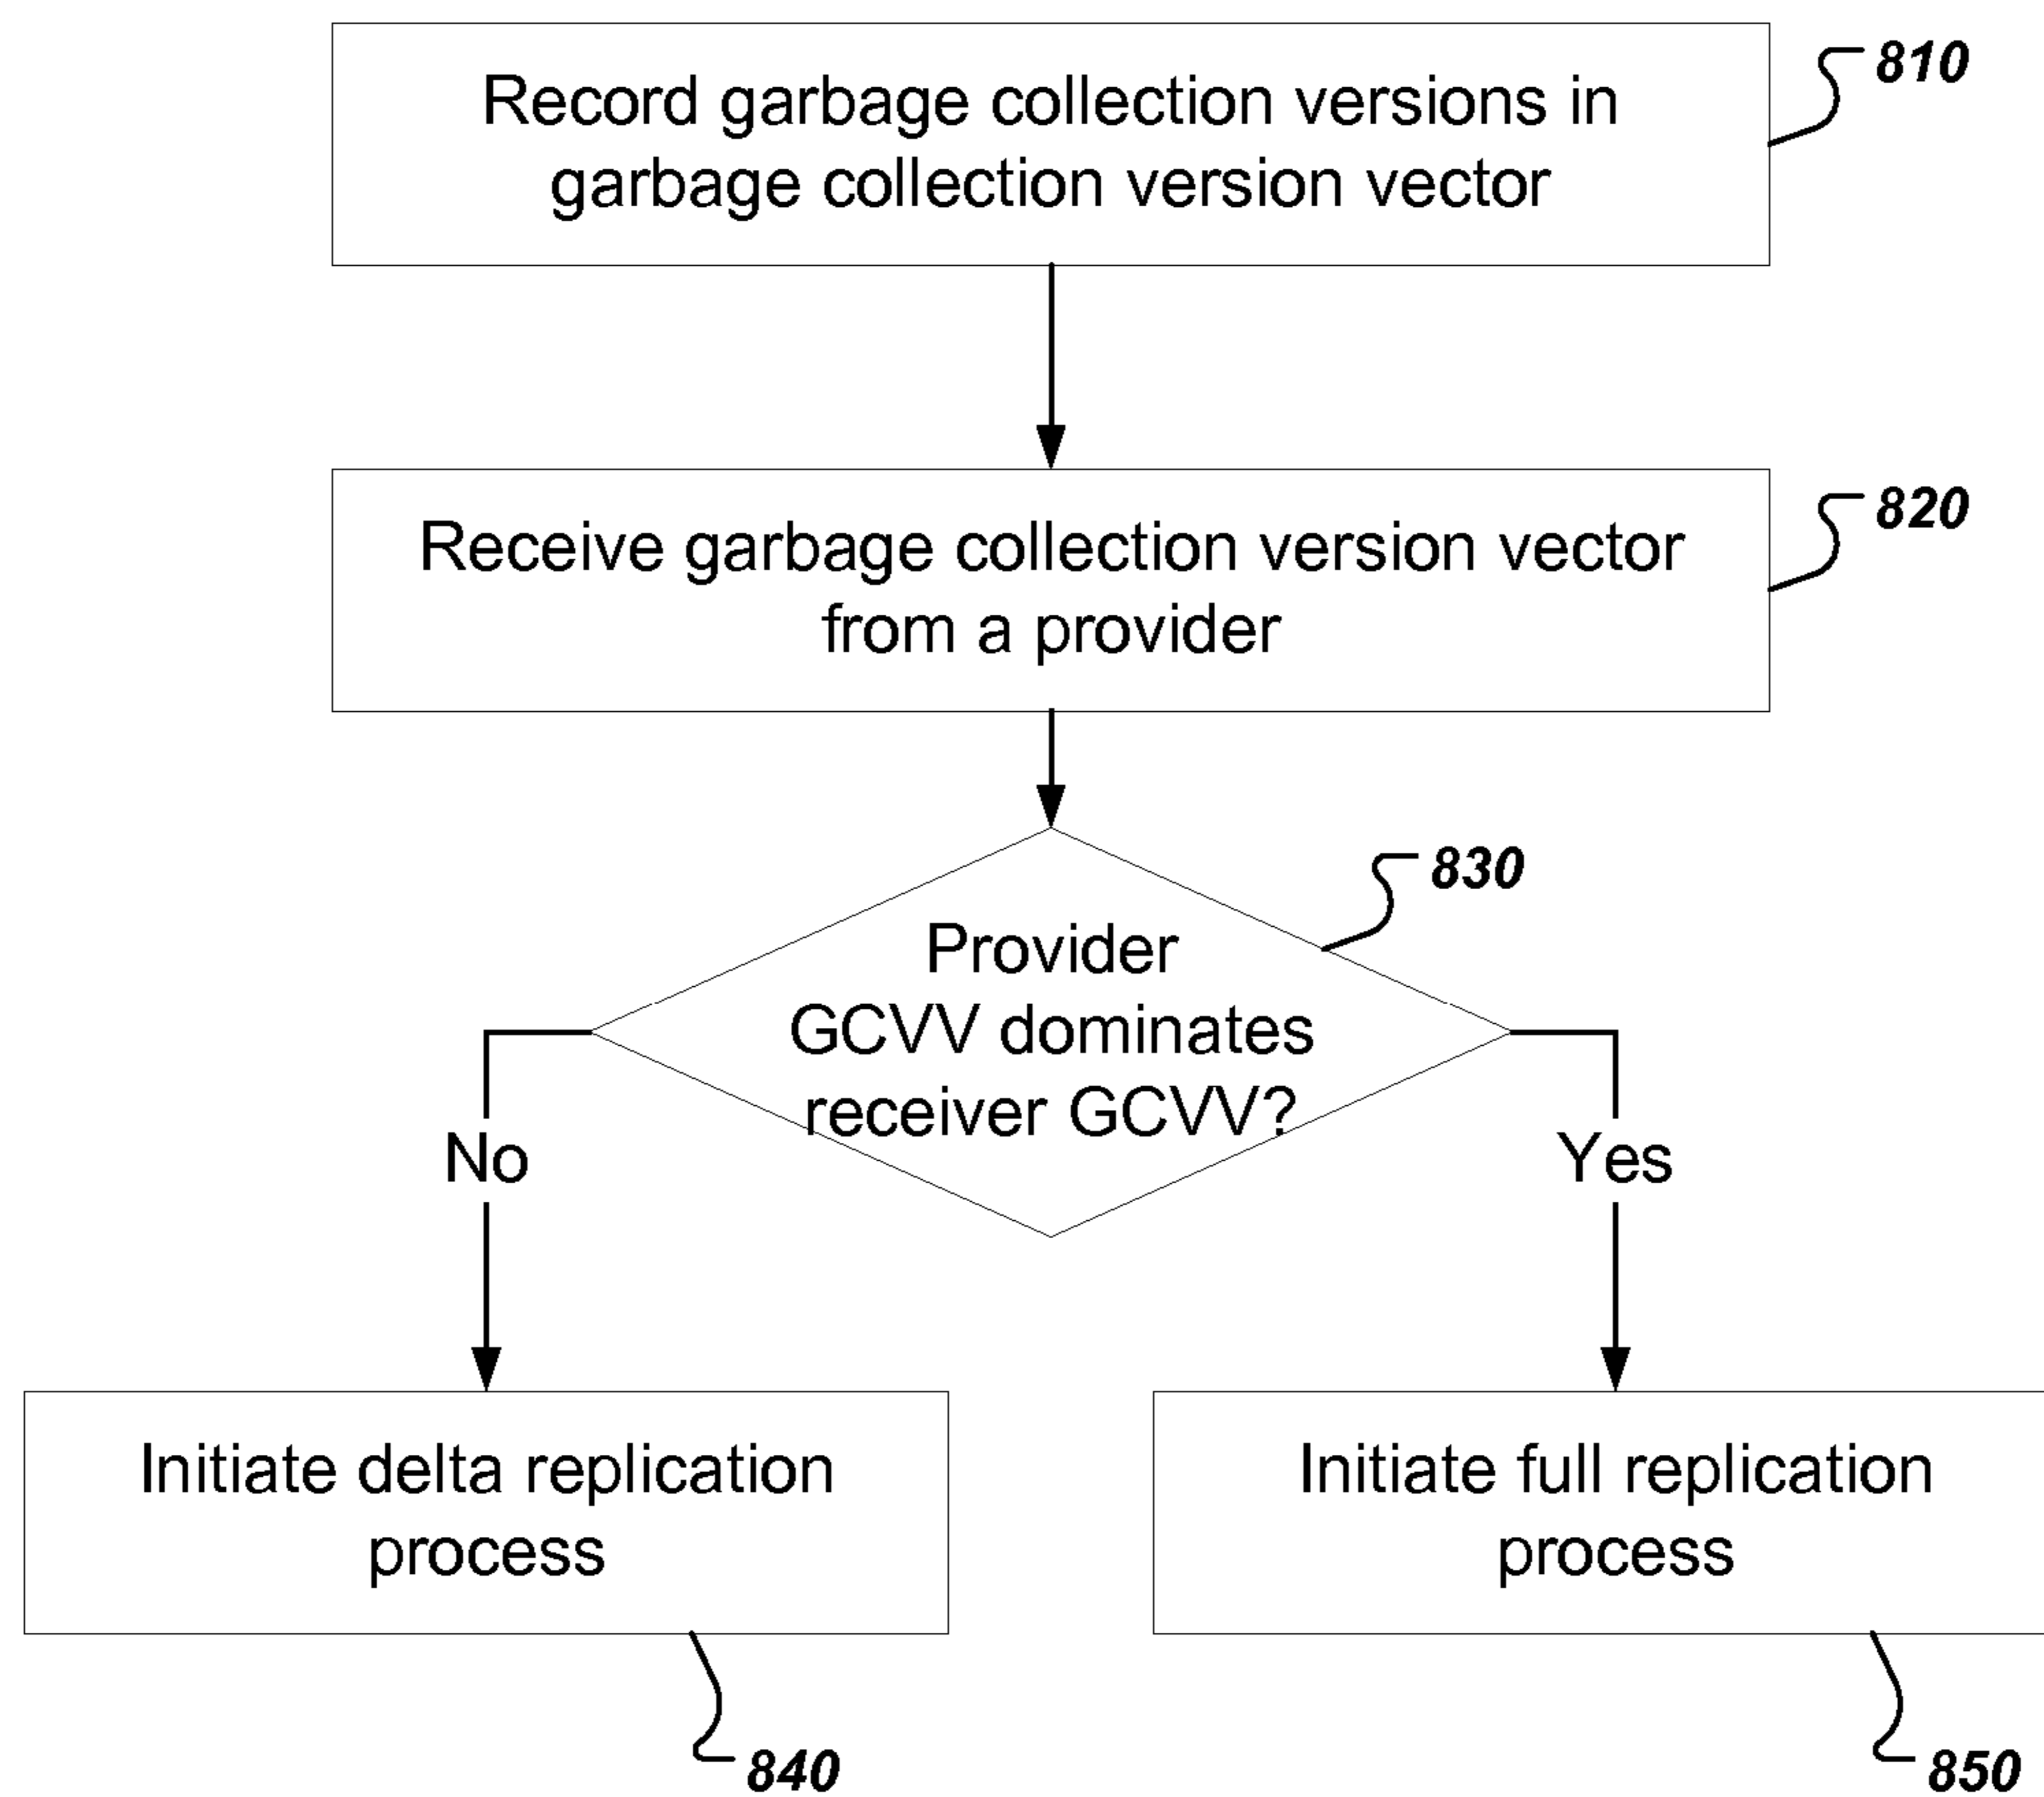 Record garbage collection versions in
garbage collection version vector
810
Receive garbage collection version vector
from a provider
820
Provider
GCVV dominates
receiver GCVV?
830
No
Yes
Initiate delta replication
process
840
Initiate full replication
process
850